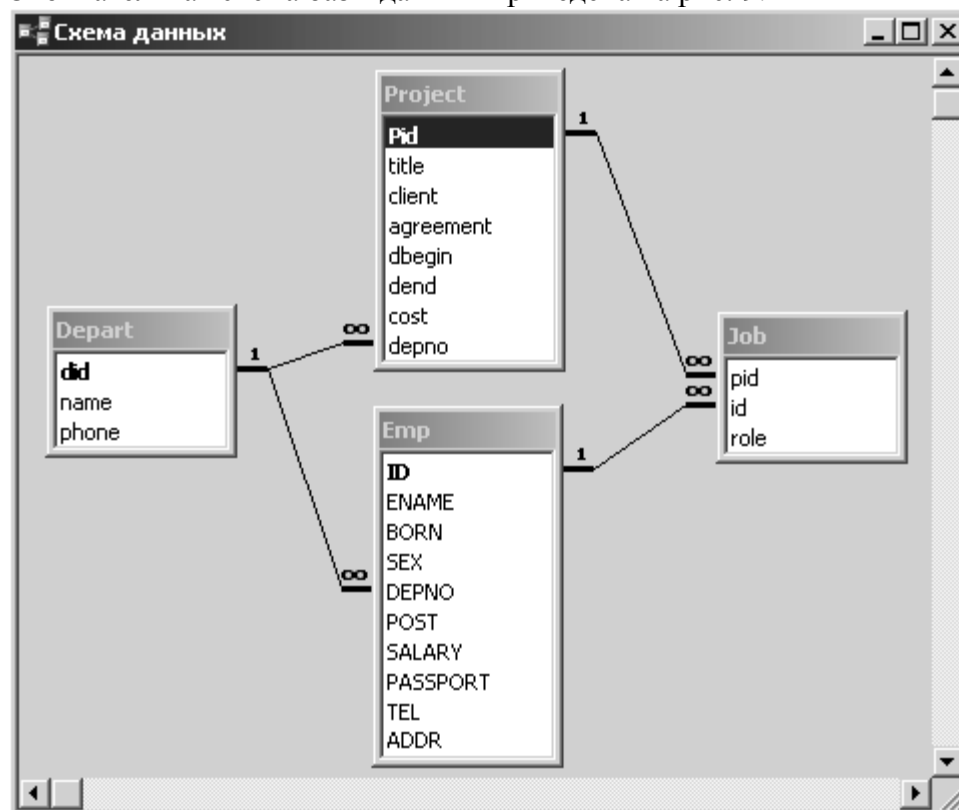 Схема данных
Project
Pid
title
client
agreement
dbegin
dend
cost
depno
1
∞
Depart
did
name
phone
1
∞
∞
Job
pid
id
role
∞
∞
Emp
ID
ENAME
BORN
SEX
DEPNO
POST
SALARY
PASSPORT
TEL
ADDR
1